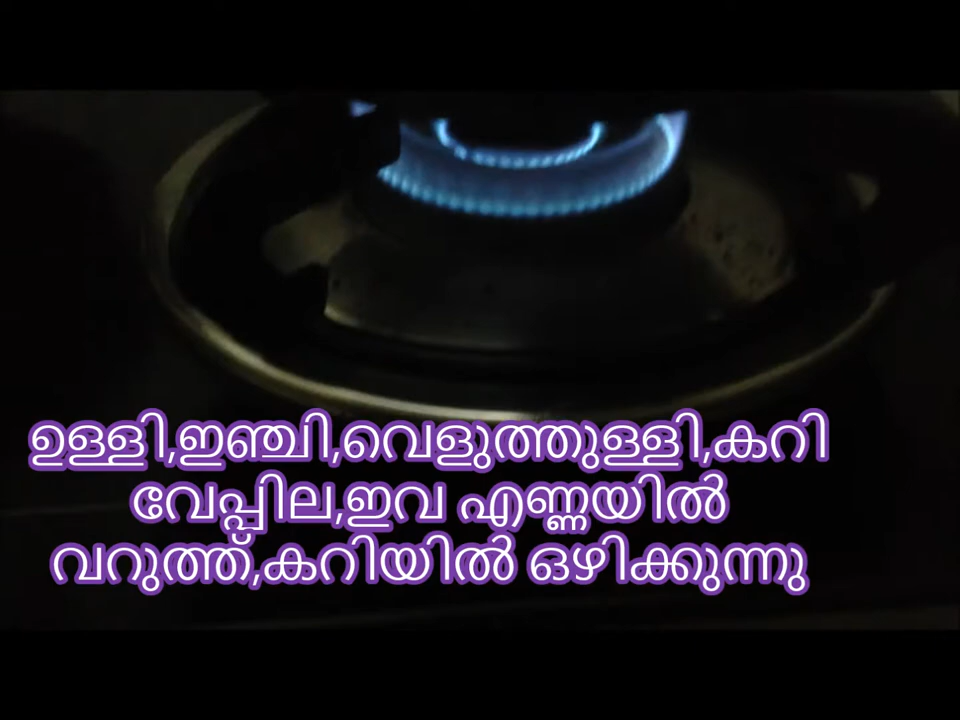 ഉള്ളി,ഇഞ്ചി,വെളുത്തുള്ളി,കറി
വേപ്പില,ഇവ എണ്ണയിൽ
വറുത്ത്,കറിയിൽ ഒഴിക്കുന്നു